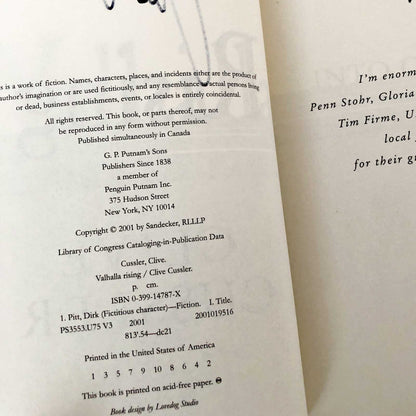 is a work of fiction. Names, characters, places, and incidents either are the product of
author's imagination or are used fictitiously, and any resemblance to actual persons living
or dead, business establishments, events, or locales is entirely coincidental.
All rights reserved. This book, or parts thereof, may not
be reproduced in any form without permission.
Published simultaneously in Canada
G. P. Putnam's Sons
Publishers Since 1838
a member of
Penguin Putnam Inc.
375 Hudson Street
New York, NY 10014
Copyright © 2001 by Sandecker, RLLLP
Library of Congress Cataloging-in-Publication Data
Cussler, Clive.
Valhalla rising / Clive Cussler.
p. cm.
ISBN 0-399-14787-X
1. Pitt, Dirk (Fictitious character)—Fiction. I. Title.
PS3553.U75 V3 2001 2001019516
813'.54—dc21
Printed in the United States of America
1 3 5 7 9 10 8 6 4 2
This book is printed on acid-free paper. ♾
Book design by Lovedog Studio
I'm enorm
Penn Stohr, Gloria
Tim Firme, U.
local
for their g